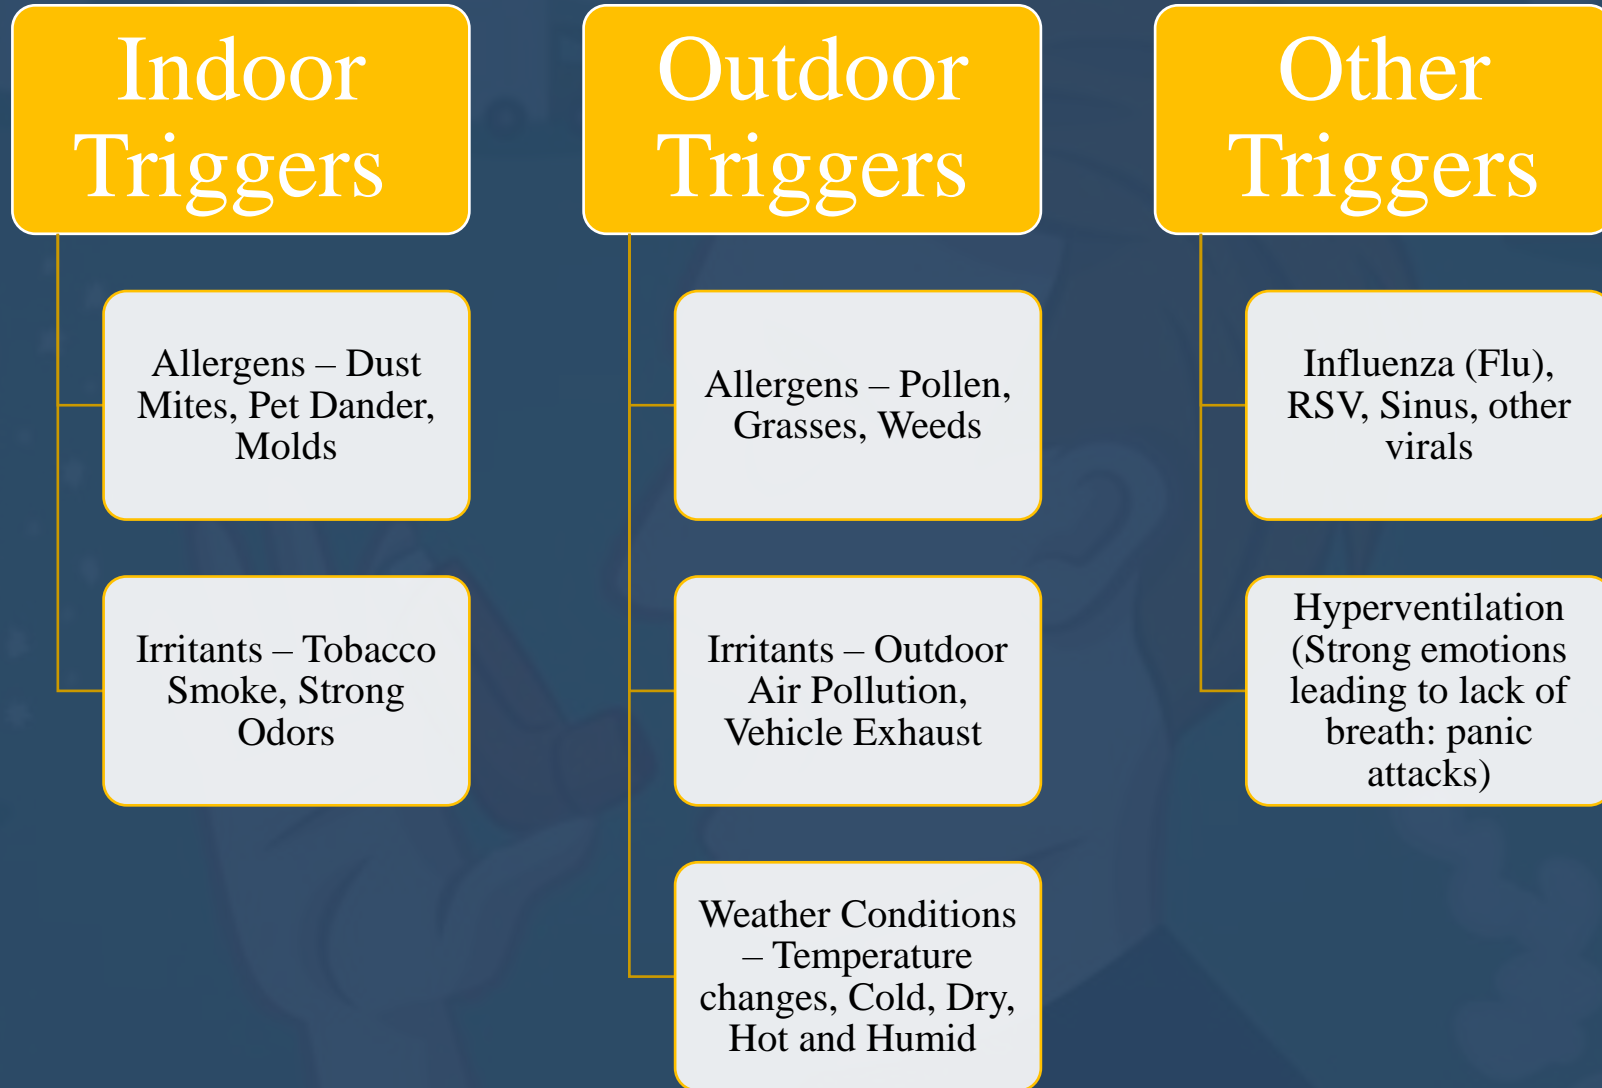 Indoor
Triggers
Allergens – Dust
Mites, Pet Dander,
Molds
Irritants – Tobacco
Smoke, Strong
Odors
Outdoor
Triggers
Allergens – Pollen,
Grasses, Weeds
Irritants – Outdoor
Air Pollution,
Vehicle Exhaust
Weather Conditions
– Temperature
changes, Cold, Dry,
Hot and Humid
Other
Triggers
Influenza (Flu),
RSV, Sinus, other
virals
Hyperventilation
(Strong emotions
leading to lack of
breath: panic
attacks)